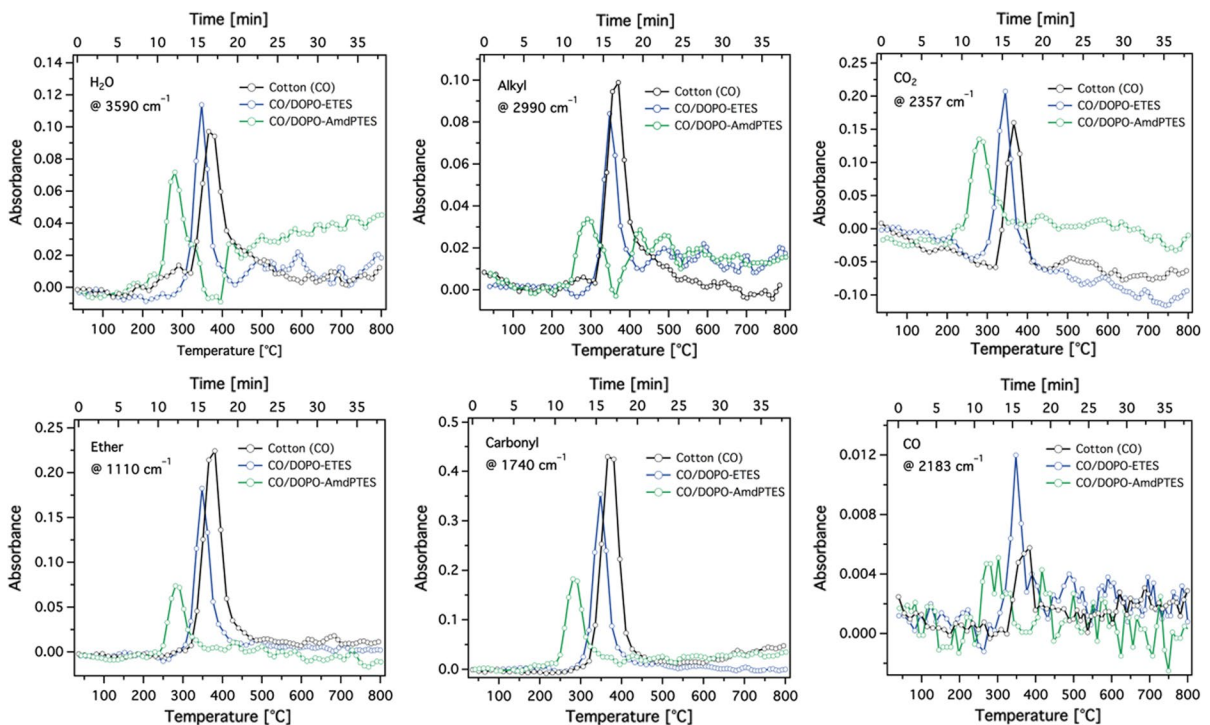 Time [min]
0 5 10 15 20 25 30 35
0.14
0.12
0.10
0.08
0.06
0.04
0.02
0.00
Absorbance
H₂O
@ 3590 cm⁻¹
Cotton (CO)
CO/DOPO-ETES
CO/DOPO-AmdPTES
100 200 300 400 500 600 700 800
Temperature [°C]
Time [min]
0 5 10 15 20 25 30 35
0.10
0.08
0.06
0.04
0.02
0.00
Absorbance
Alkyl
@ 2990 cm⁻¹
Cotton (CO)
CO/DOPO-ETES
CO/DOPO-AmdPTES
100 200 300 400 500 600 700 800
Temperature [°C]
Time [min]
0 5 10 15 20 25 30 35
0.25
0.20
0.15
0.10
0.05
0.00
-0.05
-0.10
Absorbance
CO₂
@ 2357 cm⁻¹
Cotton (CO)
CO/DOPO-ETES
CO/DOPO-AmdPTES
100 200 300 400 500 600 700 800
Temperature [°C]
Time [min]
0 5 10 15 20 25 30 35
0.25
0.20
0.15
0.10
0.05
0.00
Absorbance
Ether
@ 1110 cm⁻¹
Cotton (CO)
CO/DOPO-ETES
CO/DOPO-AmdPTES
100 200 300 400 500 600 700 800
Temperature [°C]
Time [min]
0 5 10 15 20 25 30 35
0.5
0.4
0.3
0.2
0.1
0.0
Absorbance
Carbonyl
@ 1740 cm⁻¹
Cotton (CO)
CO/DOPO-ETES
CO/DOPO-AmdPTES
100 200 300 400 500 600 700 800
Temperature [°C]
Time [min]
0 5 10 15 20 25 30 35
0.012
0.008
0.004
0.000
Absorbance
CO
@ 2183 cm⁻¹
Cotton (CO)
CO/DOPO-ETES
CO/DOPO-AmdPTES
100 200 300 400 500 600 700 800
Temperature [°C]